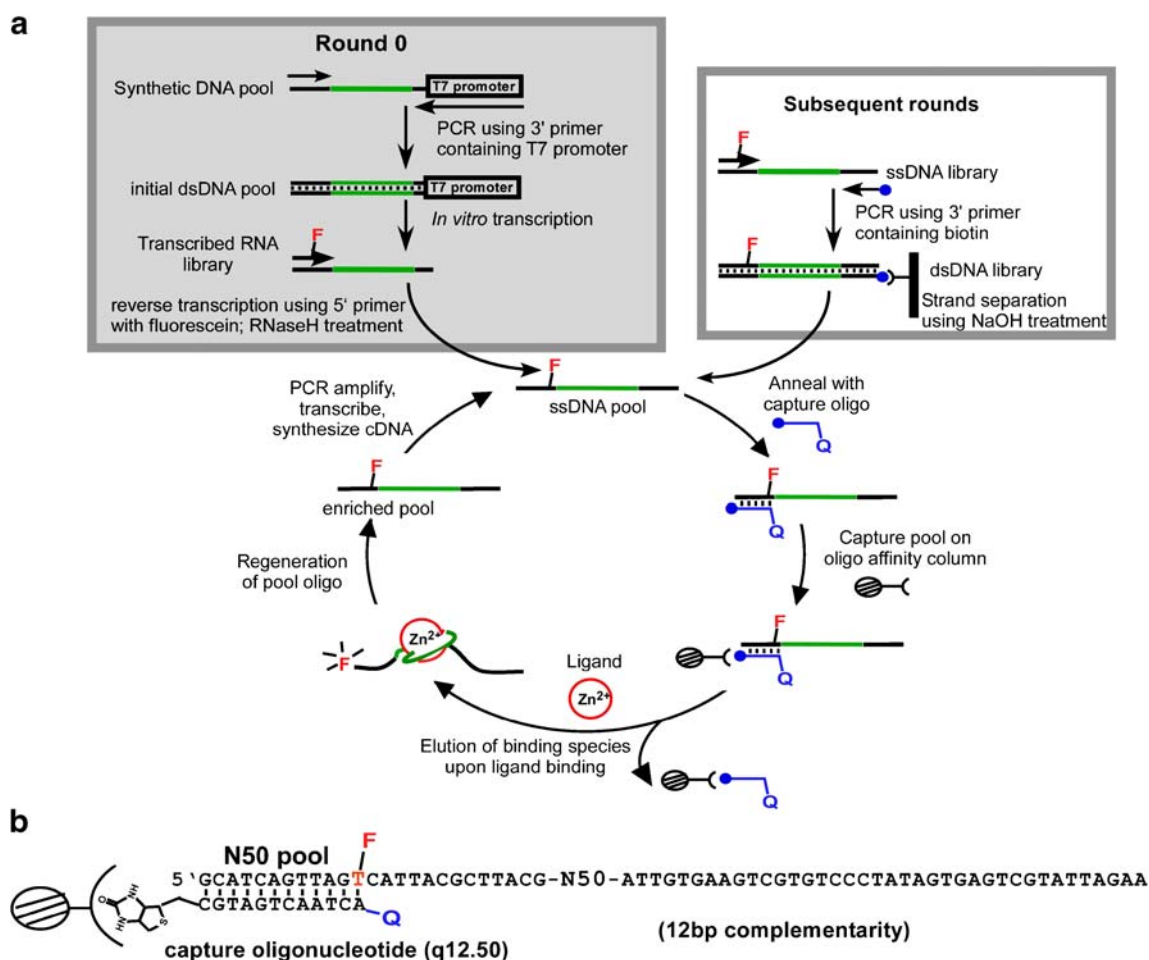 a
Round 0
Synthetic DNA pool
T7 promoter
PCR using 3' primer
containing T7 promoter
initial dsDNA pool
T7 promoter
In vitro transcription
Transcribed RNA
library
F
reverse transcription using 5' primer
with fluorescein; RNaseH treatment
Subsequent rounds
F
ssDNA library
PCR using 3' primer
containing biotin
F
dsDNA library
Strand separation
using NaOH treatment
F
ssDNA pool
Anneal with
capture oligo
Q
F
Q
Capture pool on
oligo affinity column
F
Q
Ligand
Zn2+
Elution of binding species
upon ligand binding
Q
F
Zn2+
Regeneration
of pool oligo
F
enriched pool
PCR amplify,
transcribe,
synthesize cDNA
b
N50 pool
F
5 'GCATCAGTTAGTCATTACGCTTACG-N50-ATTGTGAAGTCGTGTCCCTATAGTGAGTCGTATTAGAA
CGTAGTCAATCA
Q
O
NH
HN
S
capture oligonucleotide (q12.50)
(12bp complementarity)